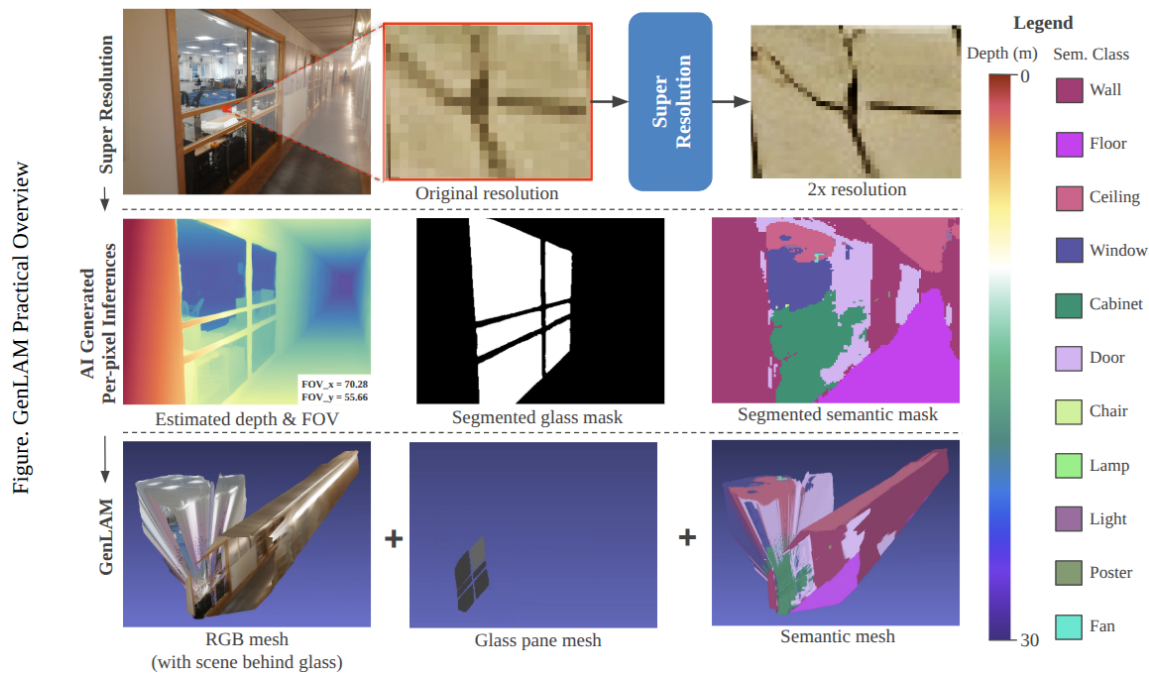 Figure. GenLAM Practical Overview
Super Resolution
Original resolution
Super
Resolution
2x resolution
AI Generated
Per-pixel Inferences
FOV_x = 70.28
FOV_y = 55.66
Estimated depth & FOV
Segmented glass mask
Segmented semantic mask
GenLAM
RGB mesh
(with scene behind glass)
+
Glass pane mesh
+
Semantic mesh
Legend
Depth (m)
Sem. Class
0
30
Wall
Floor
Ceiling
Window
Cabinet
Door
Chair
Lamp
Light
Poster
Fan